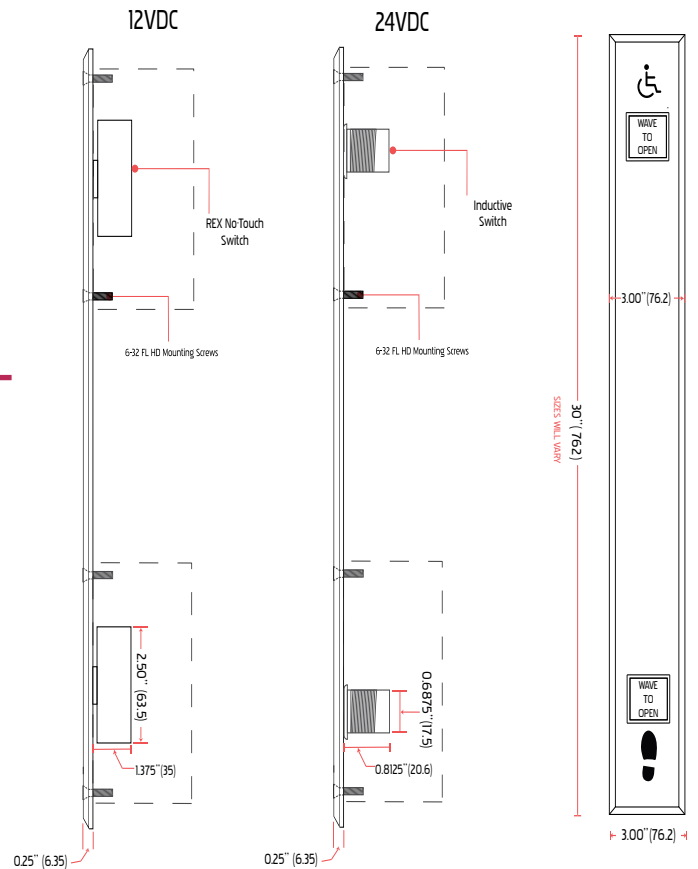 12VDC
24VDC
WAVE
TO
OPEN
REX No-Touch
Switch
Inductive
Switch
3.00"(76.2)
6-32 FL HD Mounting Screws
6-32 FL HD Mounting Screws
30" (762)
SIZES WILL VARY
2.50" (63.5)
1.375"(35)
0.6875"(17.5)
0.8125"(20.6)
WAVE
TO
OPEN
0.25" (6.35)
0.25" (6.35)
3.00"(76.2)